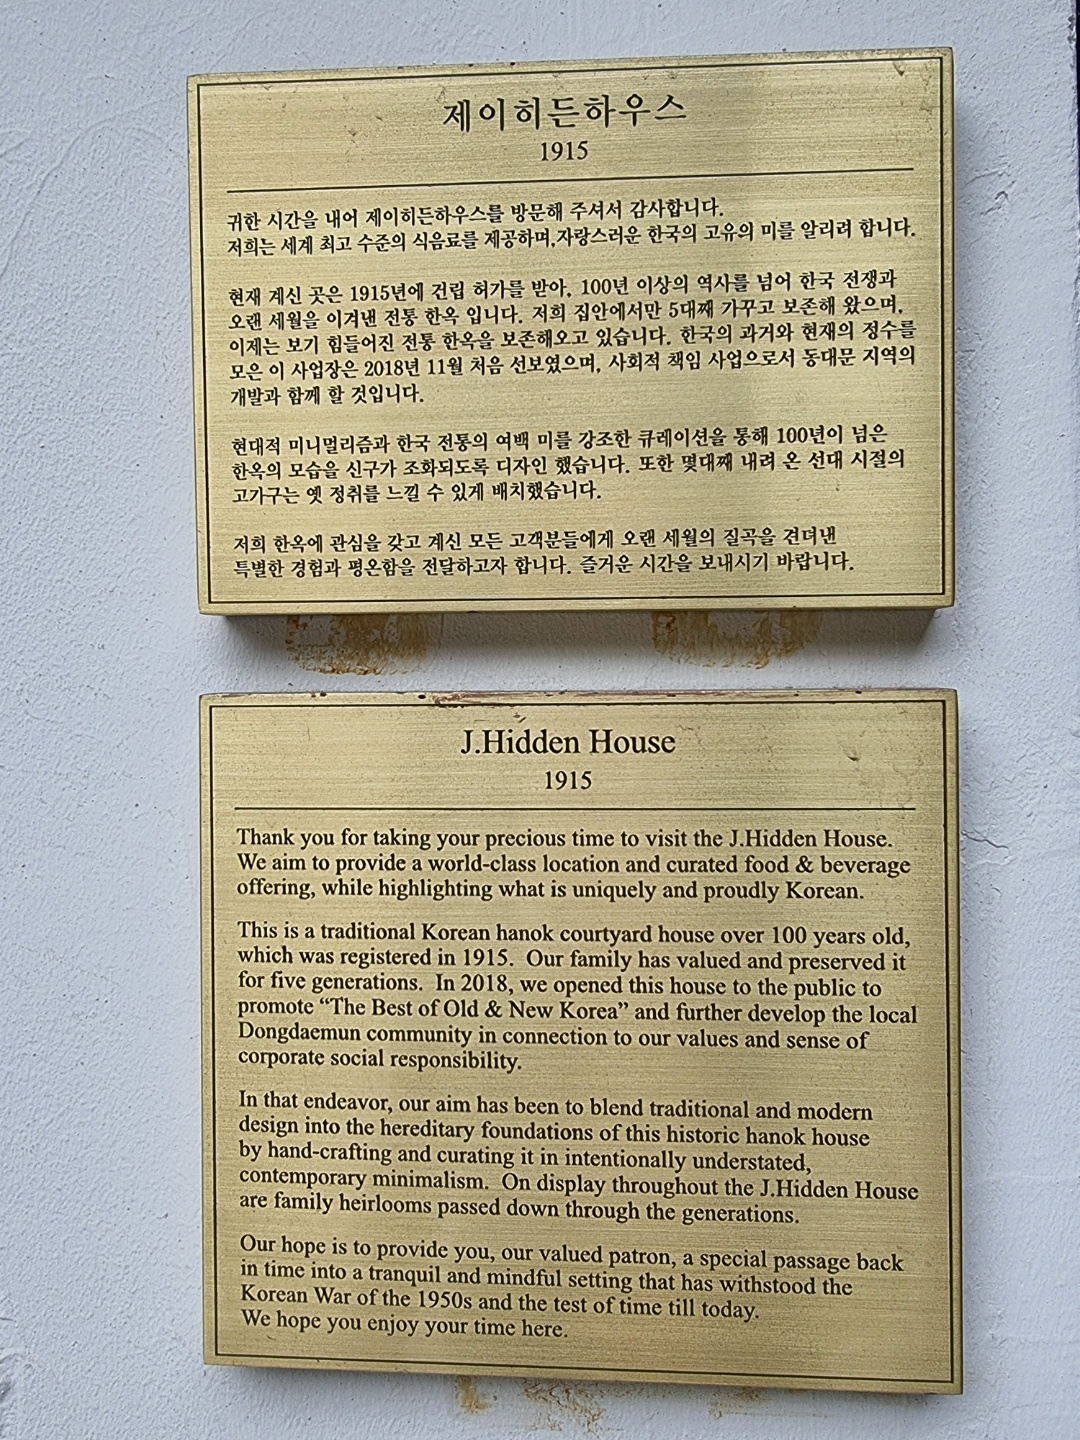 제이히든하우스
1915
귀한 시간을 내어 제이히든하우스를 방문해 주셔서 감사합니다.
저희는 세계 최고 수준의 식음료를 제공하며,자랑스러운 한국의 고유의 미를 알리려 합니다.
현재 계신 곳은 1915년에 건립 허가를 받아, 100년 이상의 역사를 넘어 한국 전쟁과
오랜 세월을 이겨낸 전통 한옥 입니다. 저희 집안에서만 5대째 가꾸고 보존해 왔으며,
이제는 보기 힘들어진 전통 한옥을 보존해오고 있습니다. 한국의 과거와 현재의 정수를
모은 이 사업장은 2018년 11월 처음 선보였으며, 사회적 책임 사업으로서 동대문 지역의
개발과 함께 할 것입니다.
현대적 미니멀리즘과 한국 전통의 여백 미를 강조한 큐레이션을 통해 100년이 넘은
한옥의 모습을 신구가 조화되도록 디자인 했습니다. 또한 몇대째 내려 온 선대 시절의
고가구는 옛 정취를 느낄 수 있게 배치했습니다.
저희 한옥에 관심을 갖고 계신 모든 고객분들에게 오랜 세월의 질곡을 견뎌낸
특별한 경험과 평온함을 전달하고자 합니다. 즐거운 시간을 보내시기 바랍니다.
J.Hidden House
1915
Thank you for taking your precious time to visit the J.Hidden House.
We aim to provide a world-class location and curated food & beverage
offering, while highlighting what is uniquely and proudly Korean.
This is a traditional Korean hanok courtyard house over 100 years old,
which was registered in 1915. Our family has valued and preserved it
for five generations. In 2018, we opened this house to the public to
promote “The Best of Old & New Korea” and further develop the local
Dongdaemun community in connection to our values and sense of
corporate social responsibility.
In that endeavor, our aim has been to blend traditional and modern
design into the hereditary foundations of this historic hanok house
by hand-crafting and curating it in intentionally understated,
contemporary minimalism. On display throughout the J.Hidden House
are family heirlooms passed down through the generations.
Our hope is to provide you, our valued patron, a special passage back
in time into a tranquil and mindful setting that has withstood the
Korean War of the 1950s and the test of time till today.
We hope you enjoy your time here.